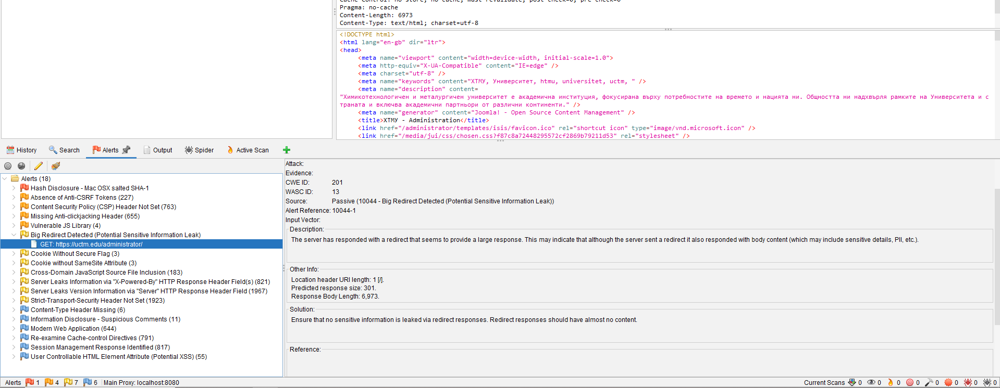 Cache-Control: no-store, no-cache, must-revalidate, post-check=0, pre-check=0
Pragma: no-cache
Content-Length: 6973
Content-Type: text/html; charset=utf-8
<!DOCTYPE html>
<html lang="en-gb" dir="ltr">
<head>
<meta name="viewport" content="width=device-width, initial-scale=1.0">
<meta http-equiv="X-UA-Compatible" content="IE=edge" />
<meta charset="utf-8" />
<meta name="keywords" content="ХТМУ, Университет, htmu, universitet, uctm, " />
<meta name="description" content=
"Химикотехнологичен и металургичен университет е академична институция, фокусирана върху потребностите на времето и нацията ни. Общността ни надхвърля рамките на Университета и с
траната и включва академични партньори от различни континенти." />
<meta name="generator" content="Joomla! - Open Source Content Management" />
<title>ХТМУ - Administration</title>
<link href="/administrator/templates/isis/favicon.ico" rel="shortcut icon" type="image/vnd.microsoft.icon" />
<link href="/media/jui/css/chosen.css?f87c8a72448295572cf2869b79211d53" rel="stylesheet" />
History Search Alerts Output Spider Active Scan
Alerts (18)
Hash Disclosure - Mac OSX salted SHA-1
Absence of Anti-CSRF Tokens (227)
Content Security Policy (CSP) Header Not Set (763)
Missing Anti-clickjacking Header (655)
Vulnerable JS Library (4)
Big Redirect Detected (Potential Sensitive Information Leak)
GET: https://uctm.edu/administrator/
Cookie Without Secure Flag (3)
Cookie without SameSite Attribute (3)
Cross-Domain JavaScript Source File Inclusion (183)
Server Leaks Information via "X-Powered-By" HTTP Response Header Field(s) (821)
Server Leaks Version Information via "Server" HTTP Response Header Field (1967)
Strict-Transport-Security Header Not Set (1923)
Content-Type Header Missing (6)
Information Disclosure - Suspicious Comments (11)
Modern Web Application (644)
Re-examine Cache-control Directives (791)
Session Management Response Identified (817)
User Controllable HTML Element Attribute (Potential XSS) (55)
Attack:
Evidence:
CWE ID: 201
WASC ID: 13
Source: Passive (10044 - Big Redirect Detected (Potential Sensitive Information Leak))
Alert Reference: 10044-1
Input Vector:
Description:
The server has responded with a redirect that seems to provide a large response. This may indicate that although the server sent a redirect it also responded with body content (which may include sensitive details, PII, etc.).
Other Info:
Location header URI length: 1 [/].
Predicted response size: 301.
Response Body Length: 6,973.
Solution:
Ensure that no sensitive information is leaked via redirect responses. Redirect responses should have almost no content.
Reference:
Alerts 1 4 7 6 Main Proxy: localhost:8080 Current Scans 0 0 0 0 0 0 0 0